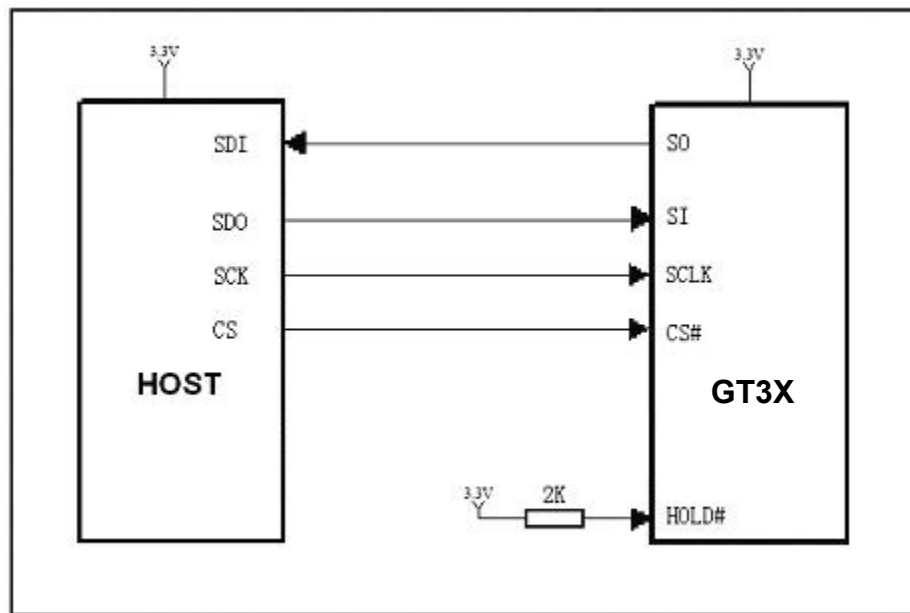 3.3V
3.3V
SDI
SO
SDO
SI
SCK
SCLK
CS
CS#
HOST
GT3X
3.3V
2K
HOLD#